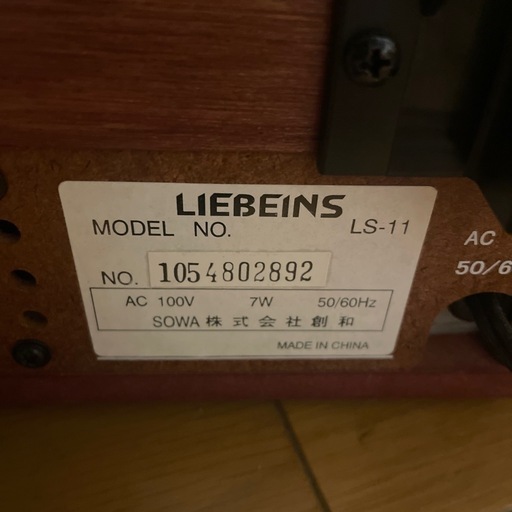 LIEBEINS
MODEL NO. LS-11
NO. 1054802892
AC 100V 7W 50/60Hz
SOWA 株式会社創和
MADE IN CHINA
AC
50/6